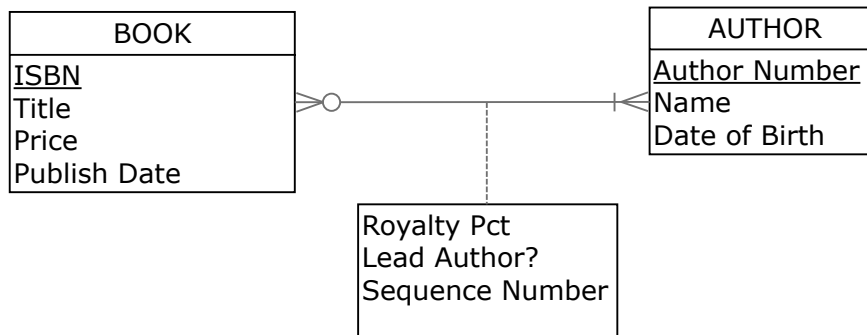 BOOK
ISBN
Title
Price
Publish Date
AUTHOR
Author Number
Name
Date of Birth
Royalty Pct
Lead Author?
Sequence Number